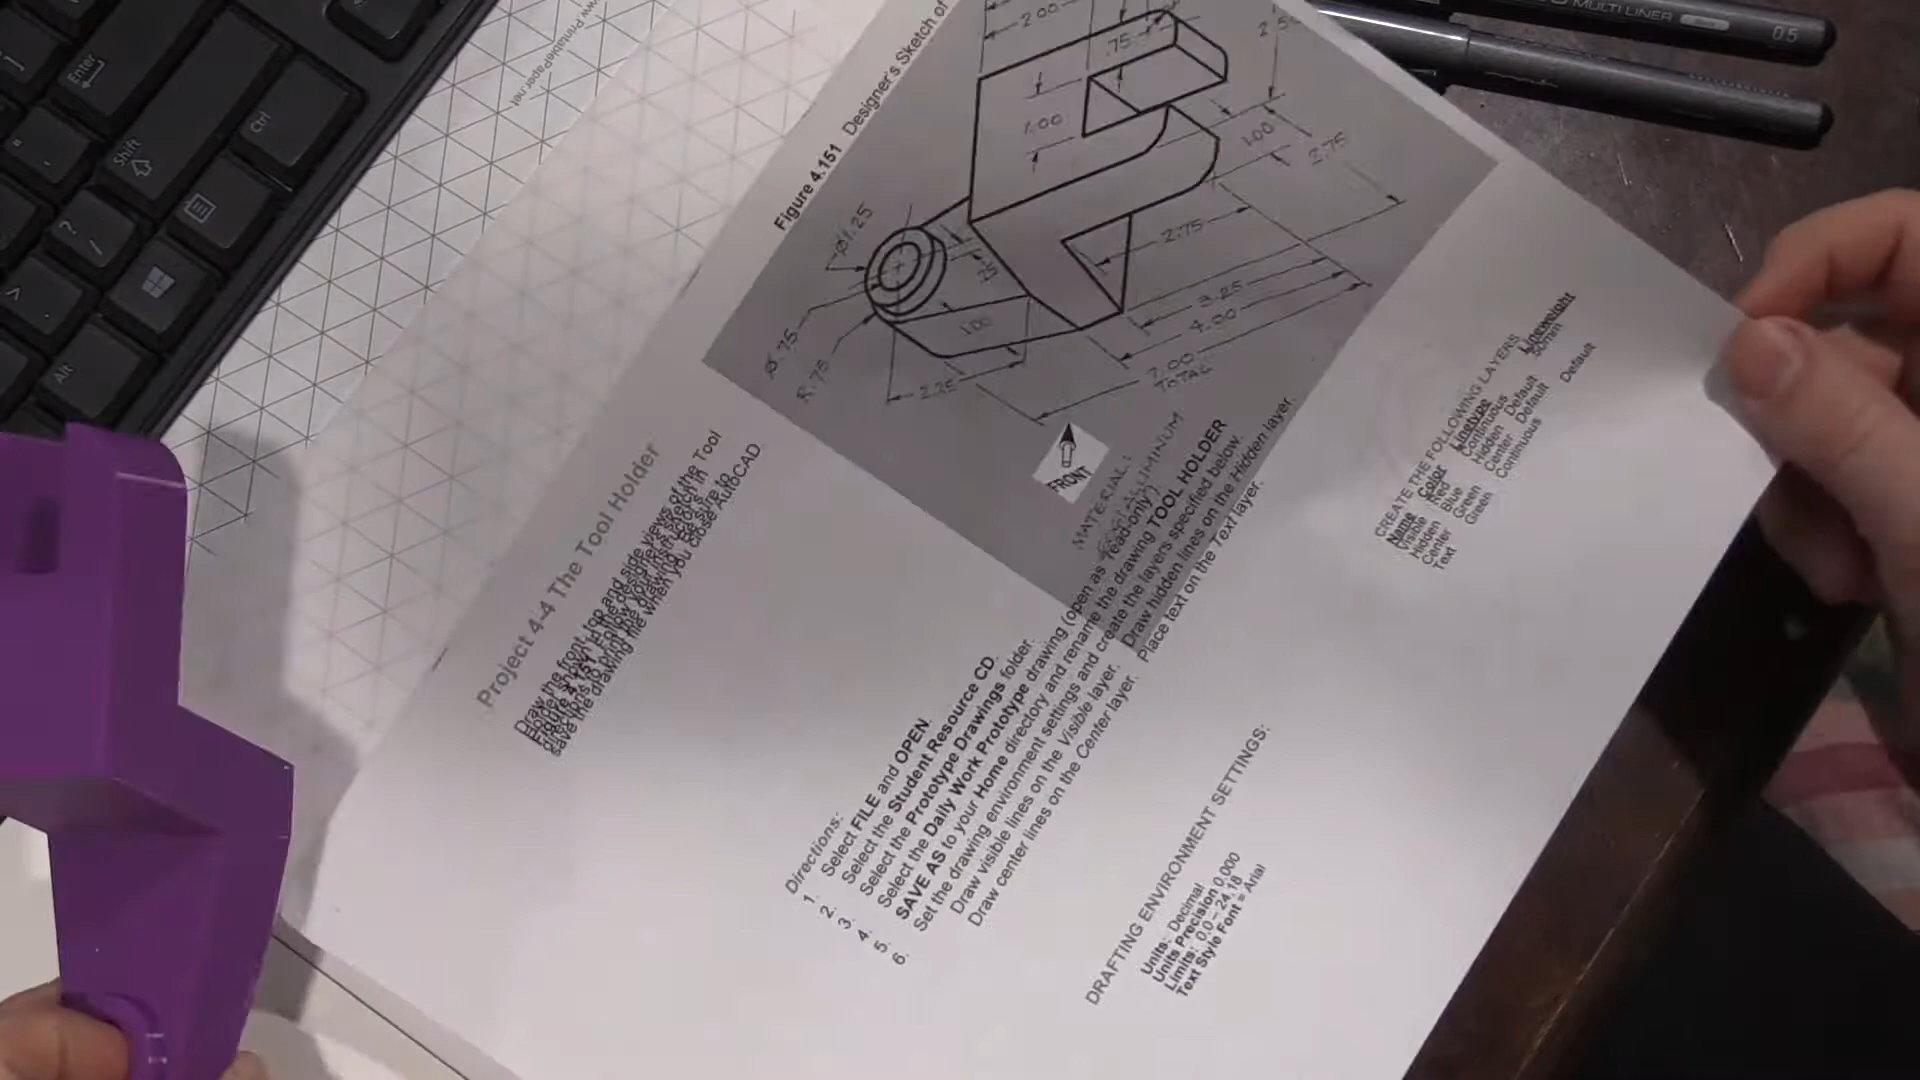 Project 4-4 The Tool Holder
Draw the front, top and side views of the Tool
save the drawing file when you close AutoCAD.
Figure 4.151 Designer's Sketch of
2.00
.75
1.00
1.00
2.75
Ø1.25
.75
Ø.75
R.75
1.00
2.25
2.75
3.25
4.00
7.00
TOTAL
FRONT
MATERIAL:
ALUMINUM
Directions:
1. Select FILE and OPEN.
2. Select the Student Resource CD.
3. Select the Prototype Drawings folder.
4. Select the Daily Work Prototype drawing (open as "read-only")
5. SAVE AS to your Home directory and rename the drawing TOOL HOLDER
6. Set the drawing environment settings and create the layers specified below.
Draw visible lines on the Visible layer. Draw hidden lines on the Hidden layer.
Draw center lines on the Center layer. Place text on the Text layer.
DRAFTING ENVIRONMENT SETTINGS:
Units: Decimal
Units Precision 0.000
Limits: 0,0 – 24,18
Text Style Font = Arial
CREATE THE FOLLOWING LAYERS
Name Color Linetype Lineweight
Visible Red Continuous .50mm
Hidden Blue Hidden Default
Center Green Center Default
Text Green Continuous Default
www.PrintablePaper.net
MULTI LINER
05
Enter
Shift
Ctrl
Alt
?
/
>